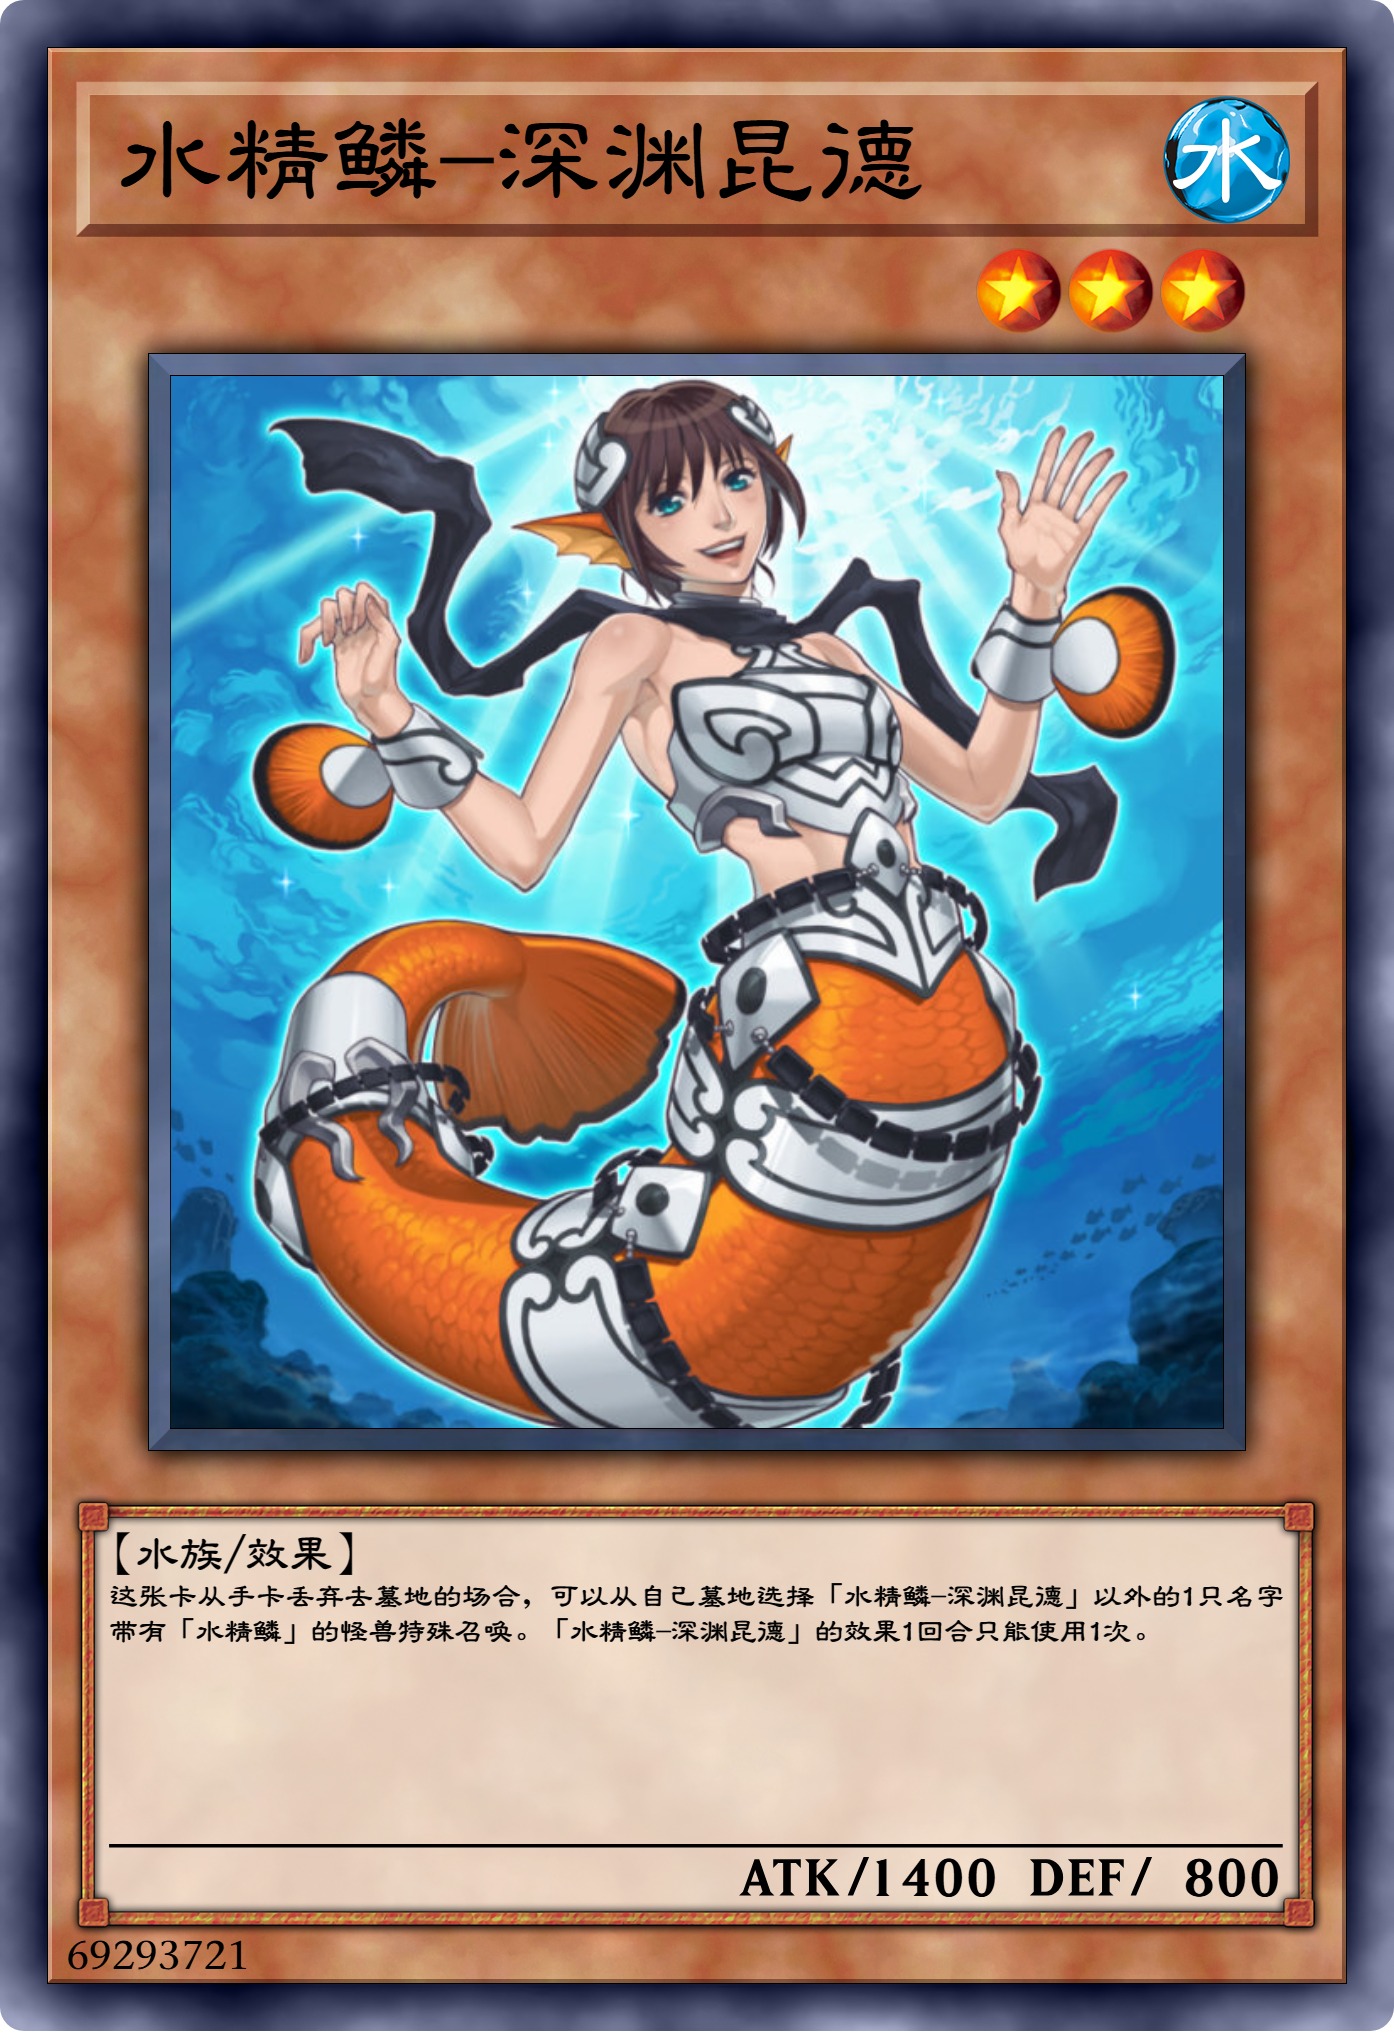 水精鳞-深渊昆德
水
【水族/效果】
这张卡从手卡丢弃去墓地的场合，可以从自己墓地选择「水精鳞-深渊昆德」以外的1只名字
带有「水精鳞」的怪兽特殊召唤。「水精鳞-深渊昆德」的效果1回合只能使用1次。
ATK/1400 DEF/ 800
69293721